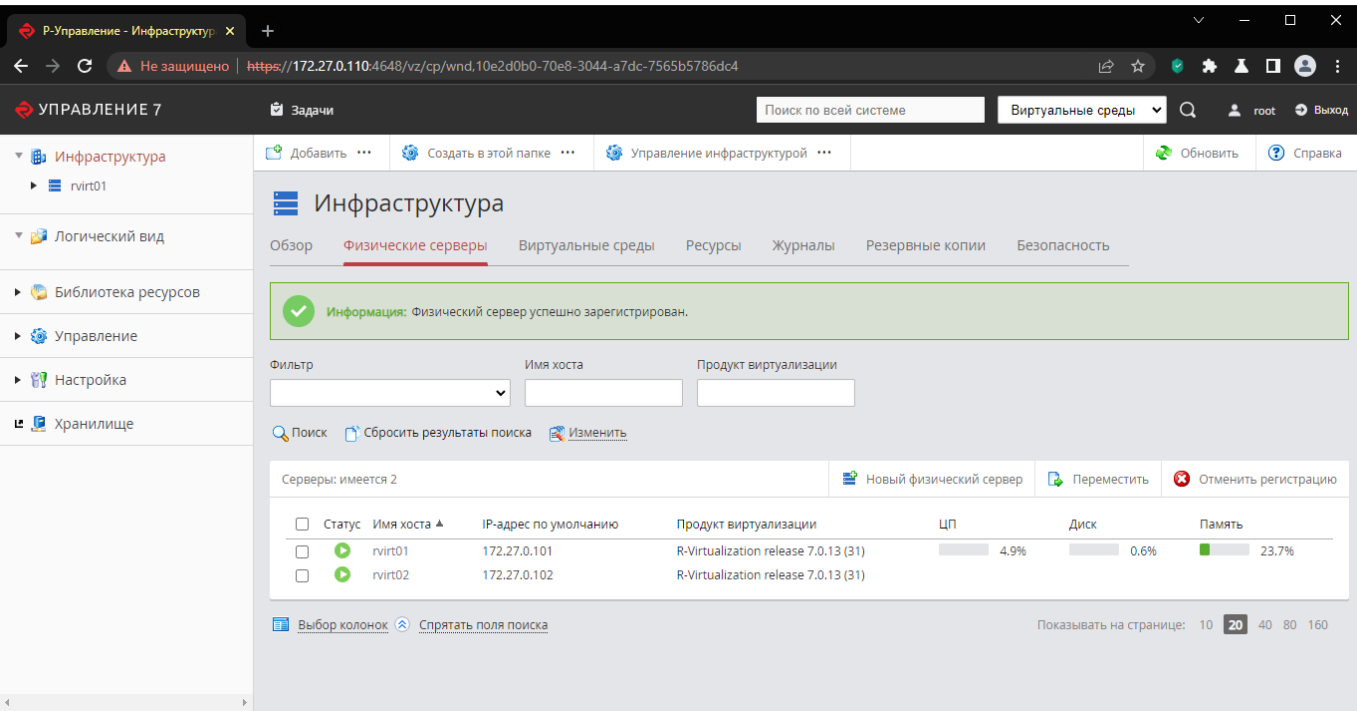 Р-Управление - Инфраструктур
Не защищено https://172.27.0.110:4648/vz/cp/wnd,10e2d0b0-70e8-3044-a7dc-7565b5786dc4
УПРАВЛЕНИЕ 7 Задачи Поиск по всей системе Виртуальные среды root Выход
Инфраструктура
rvirt01
Логический вид
Библиотека ресурсов
Управление
Настройка
Хранилище
Добавить ••• Создать в этой папке ••• Управление инфраструктурой ••• Обновить Справка
Инфраструктура
Обзор Физические серверы Виртуальные среды Ресурсы Журналы Резервные копии Безопасность
Информация: Физический сервер успешно зарегистрирован.
Фильтр Имя хоста Продукт виртуализации
Поиск Сбросить результаты поиска Изменить
Серверы: имеется 2 Новый физический сервер Переместить Отменить регистрацию
Статус Имя хоста IP-адрес по умолчанию Продукт виртуализации ЦП Диск Память
rvirt01 172.27.0.101 R-Virtualization release 7.0.13 (31) 4.9% 0.6% 23.7%
rvirt02 172.27.0.102 R-Virtualization release 7.0.13 (31)
Выбор колонок Спрятать поля поиска Показывать на странице: 10 20 40 80 160